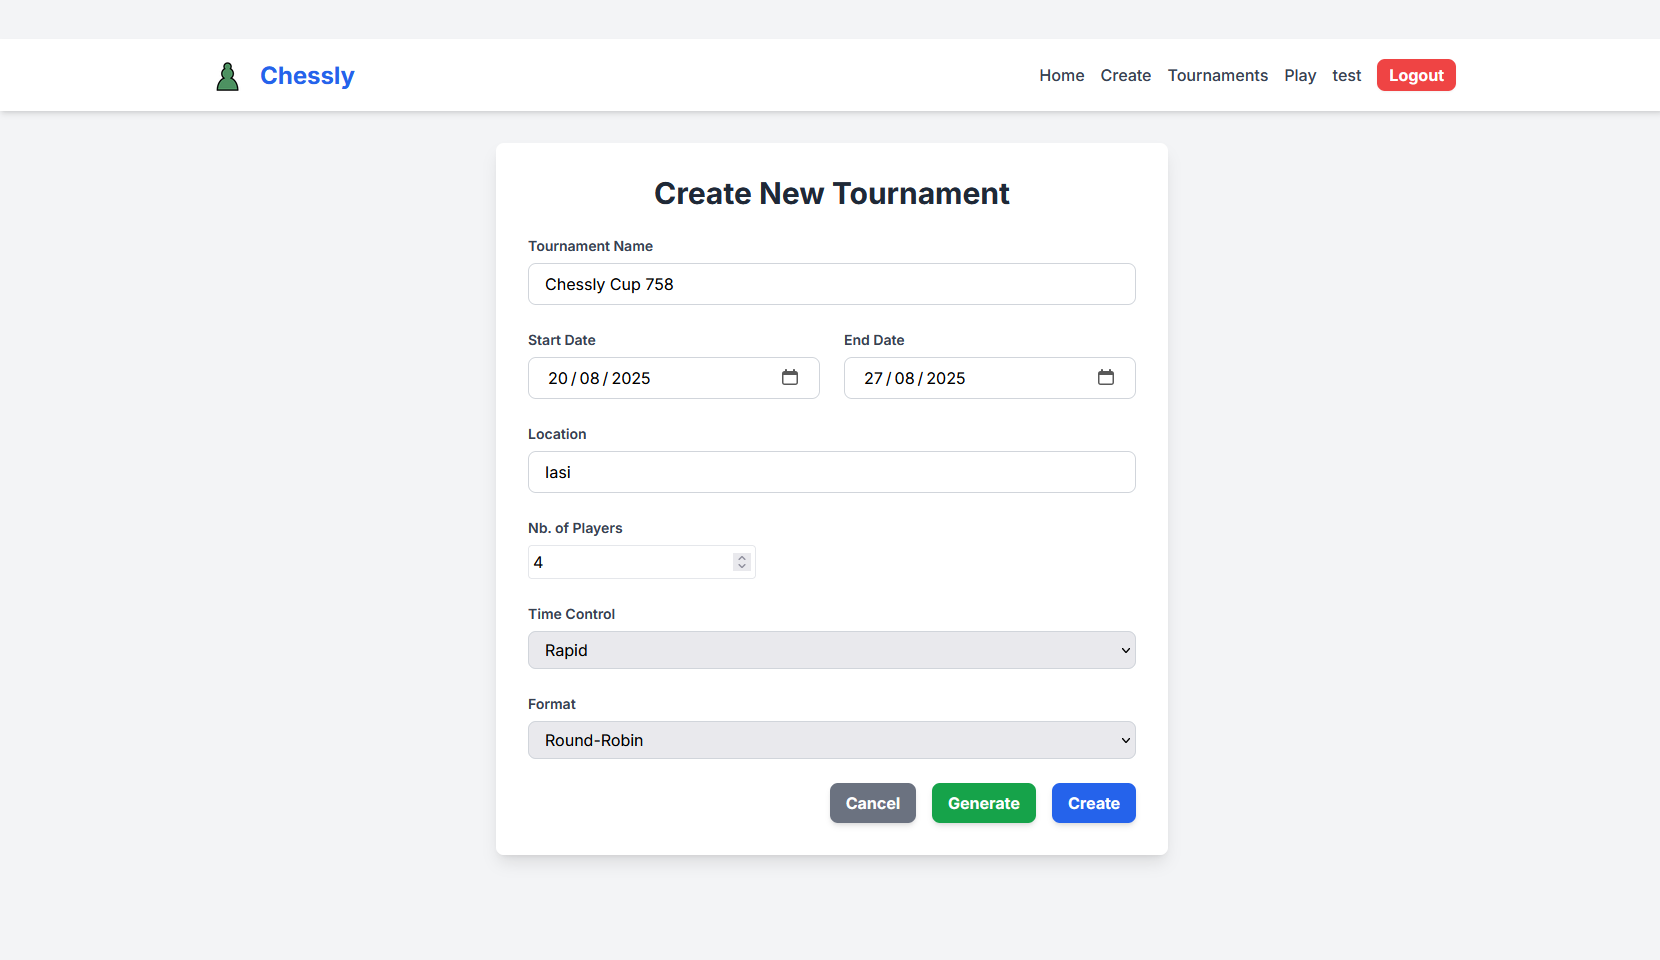 Chessly
Home Create Tournaments Play test Logout
Create New Tournament
Tournament Name
Chessly Cup 758
Start Date End Date
20/08/2025 27/08/2025
Location
Iasi
Nb. of Players
4
Time Control
Rapid
Format
Round-Robin
Cancel Generate Create